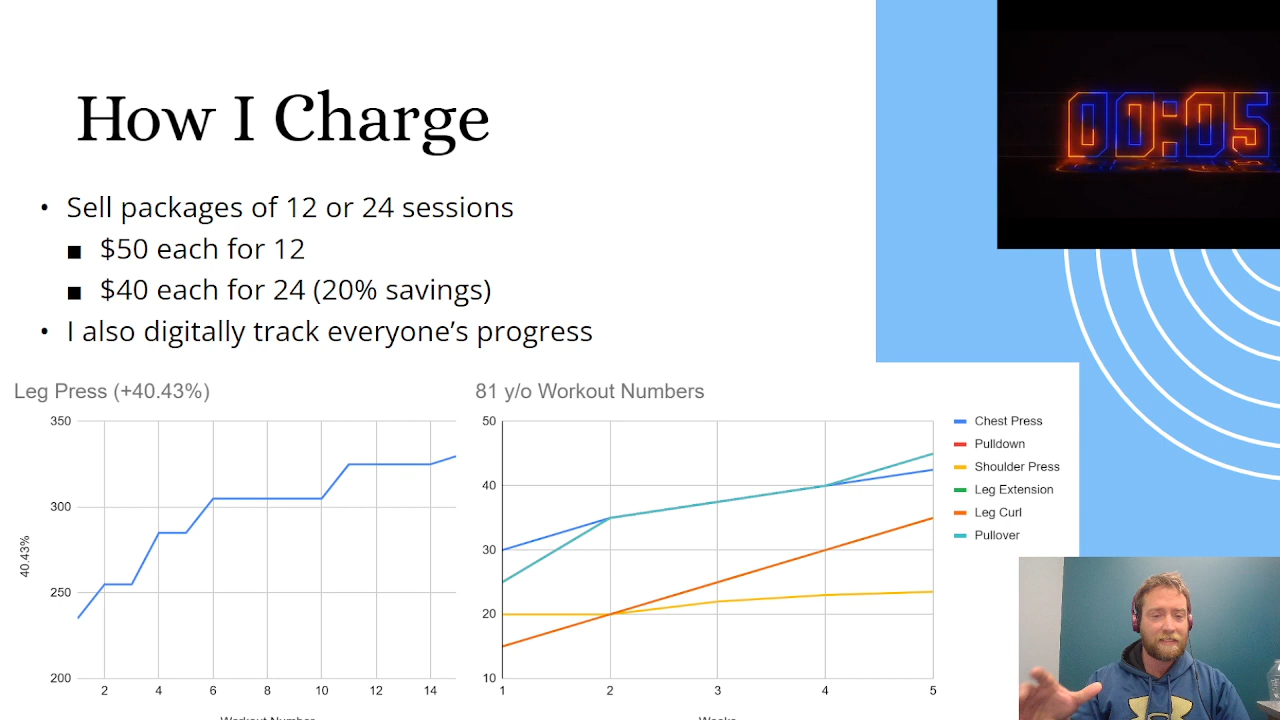 How I Charge
00:05
• Sell packages of 12 or 24 sessions
■ $50 each for 12
■ $40 each for 24 (20% savings)
• I also digitally track everyone’s progress
Leg Press (+40.43%)
350
300
250
200
40.43%
2 4 6 8 10 12 14
Workout Number
81 y/o Workout Numbers
50
40
30
20
10
1 2 3 4 5
Weeks
Chest Press
Pulldown
Shoulder Press
Leg Extension
Leg Curl
Pullover